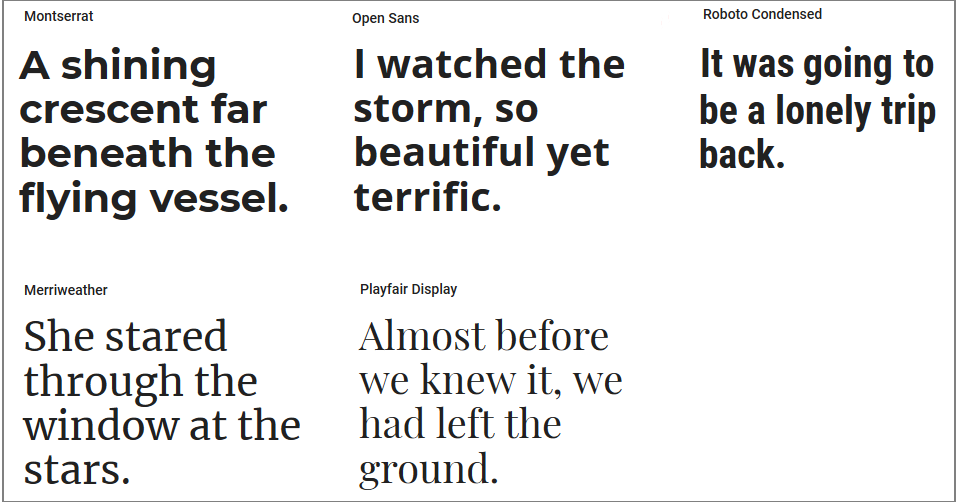 Montserrat
A shining
crescent far
beneath the
flying vessel.
Open Sans
I watched the
storm, so
beautiful yet
terrific.
Roboto Condensed
It was going to
be a lonely trip
back.
Merriweather
She stared
through the
window at the
stars.
Playfair Display
Almost before
we knew it, we
had left the
ground.